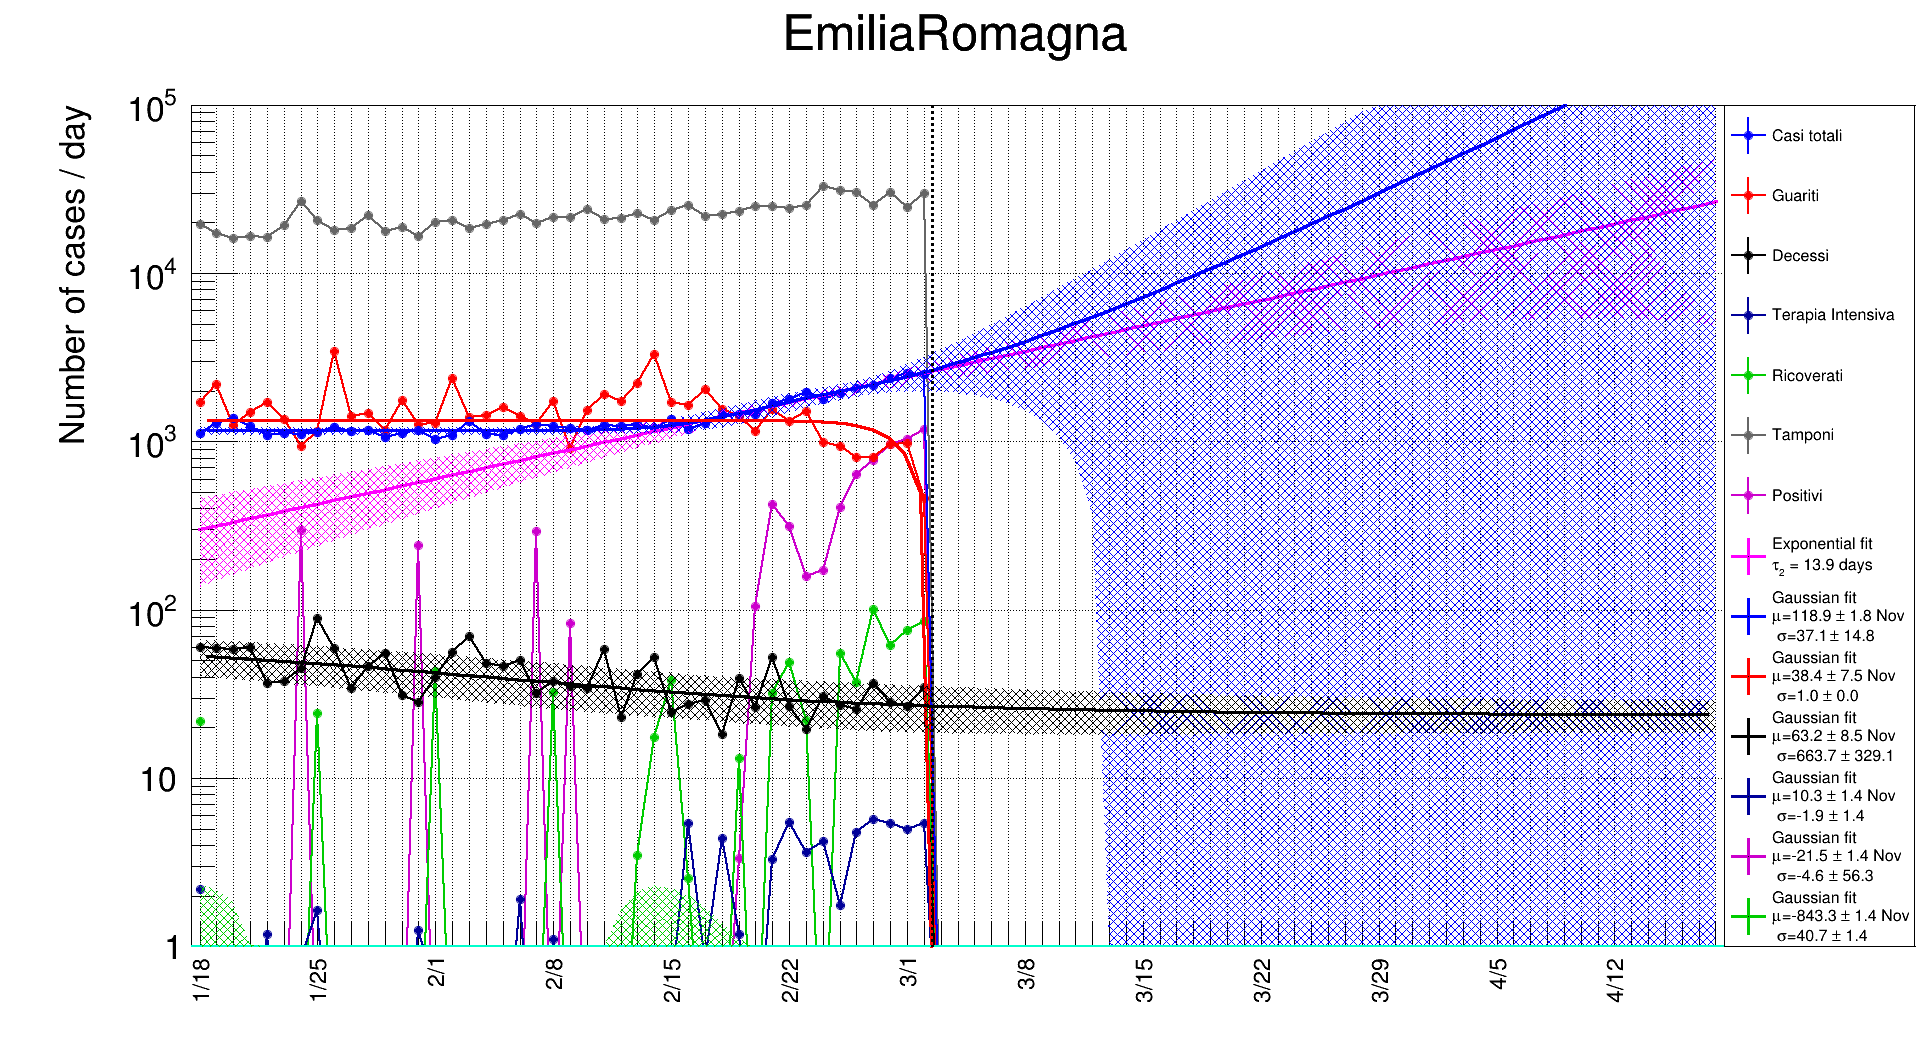 EmiliaRomagna
Number of cases / day
10^5
10^4
10^3
10^2
10
1
1/18
1/25
2/1
2/8
2/15
2/22
3/1
3/8
3/15
3/22
3/29
4/5
4/12
Casi totali
Guariti
Decessi
Terapia Intensiva
Ricoverati
Tamponi
Positivi
Exponential fit
τ₂ = 13.9 days
Gaussian fit
μ=118.9 ± 1.8 Nov
σ=37.1 ± 14.8
Gaussian fit
μ=38.4 ± 7.5 Nov
σ=1.0 ± 0.0
Gaussian fit
μ=63.2 ± 8.5 Nov
σ=663.7 ± 329.1
Gaussian fit
μ=10.3 ± 1.4 Nov
σ=-1.9 ± 1.4
Gaussian fit
μ=-21.5 ± 1.4 Nov
σ=-4.6 ± 56.3
Gaussian fit
μ=-843.3 ± 1.4 Nov
σ=40.7 ± 1.4